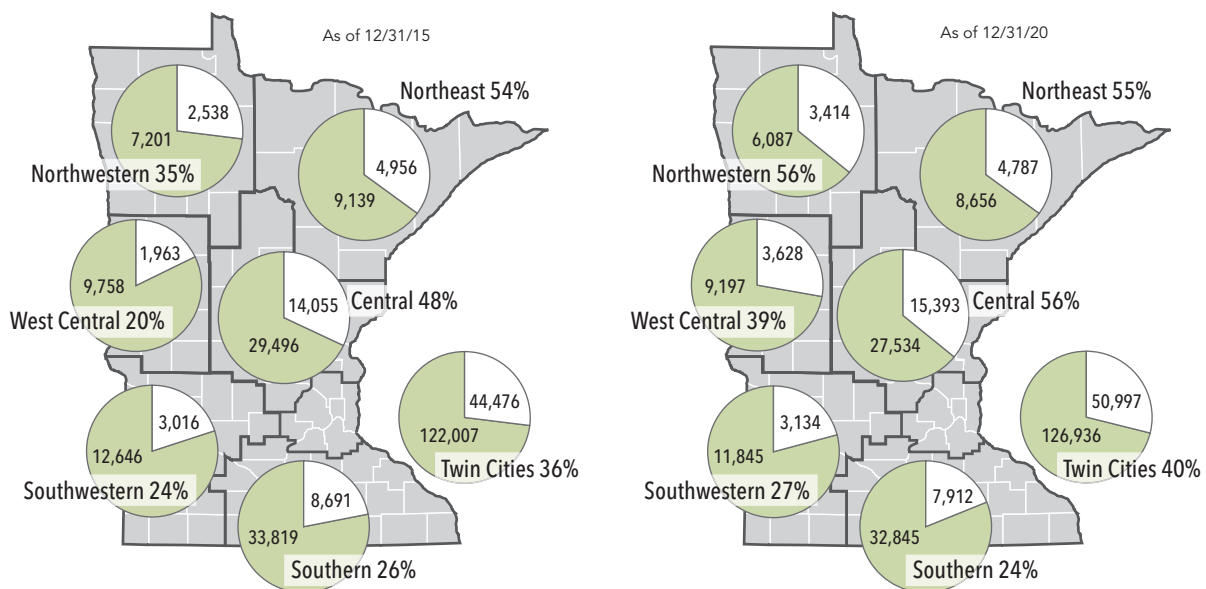 As of 12/31/15
Northeast 54%
2,538
7,201
Northwestern 35%
4,956
9,139
1,963
9,758
West Central 20%
14,055
Central 48%
29,496
44,476
122,007
Twin Cities 36%
3,016
12,646
Southwestern 24%
8,691
33,819
Southern 26%
As of 12/31/20
Northeast 55%
3,414
6,087
Northwestern 56%
4,787
8,656
3,628
9,197
West Central 39%
15,393
Central 56%
27,534
50,997
126,936
Twin Cities 40%
3,134
11,845
Southwestern 27%
7,912
32,845
Southern 24%